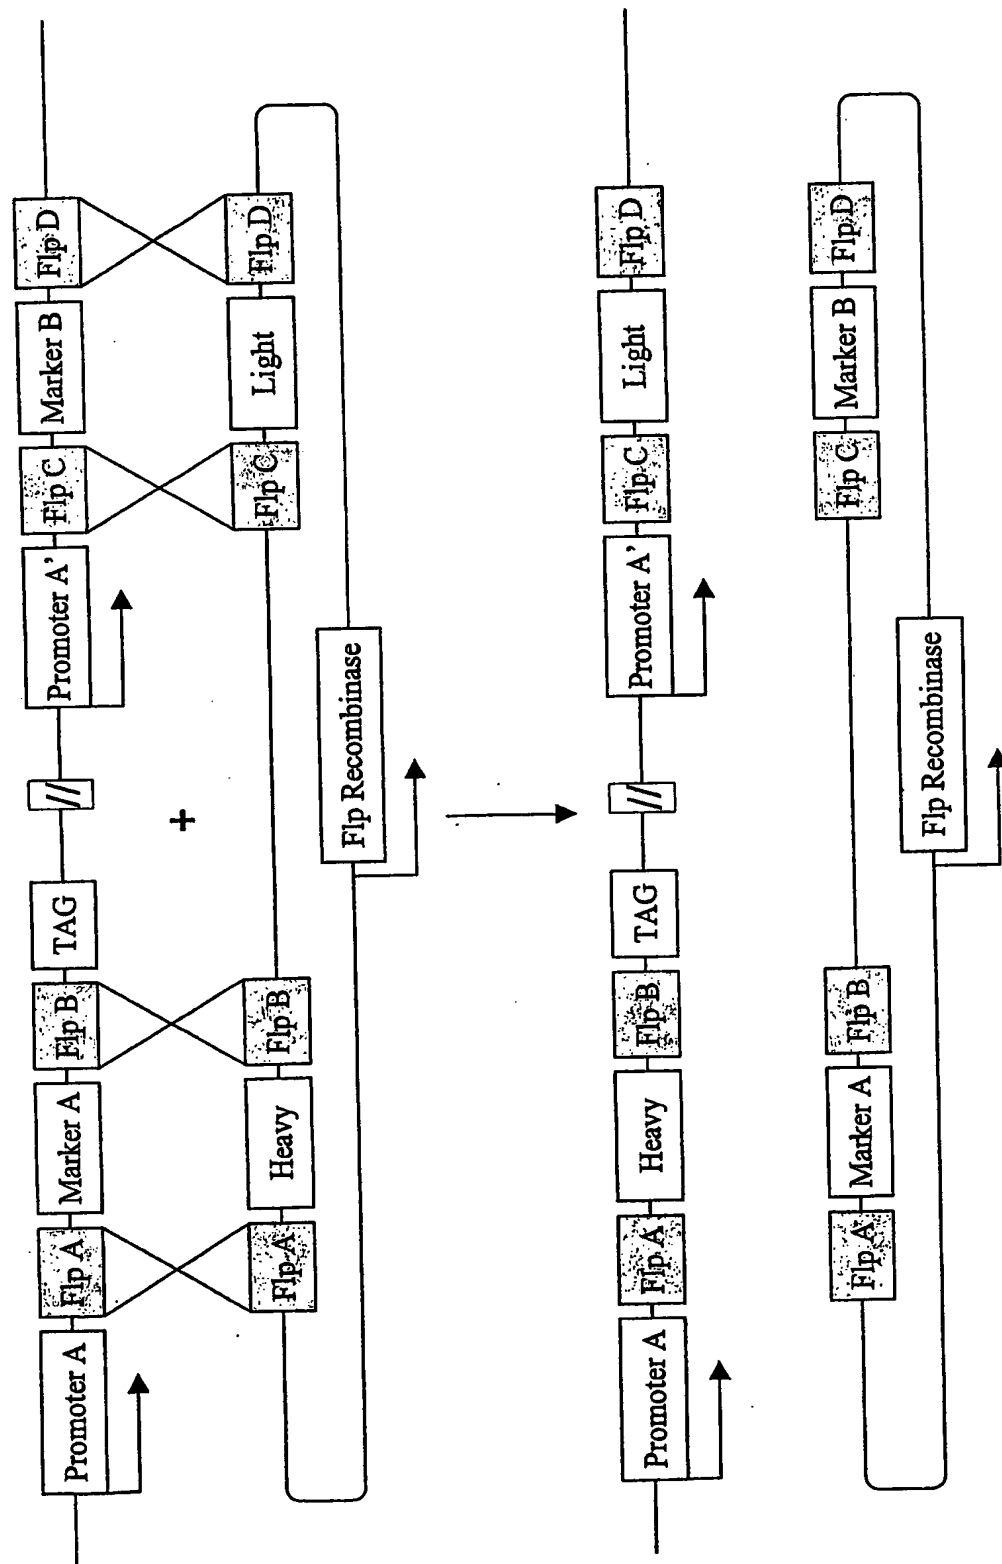 Promoter A
Flp A
Marker A
Flp B
TAG
//
Promoter A'
Flp C
Marker B
Flp D
+
Flp A
Heavy
Flp B
Flp C
Light
Flp D
Flp Recombinase
Promoter A
Flp A
Heavy
Flp B
TAG
//
Promoter A'
Flp C
Light
Flp D
Flp A
Marker A
Flp B
Flp C
Marker B
Flp D
Flp Recombinase